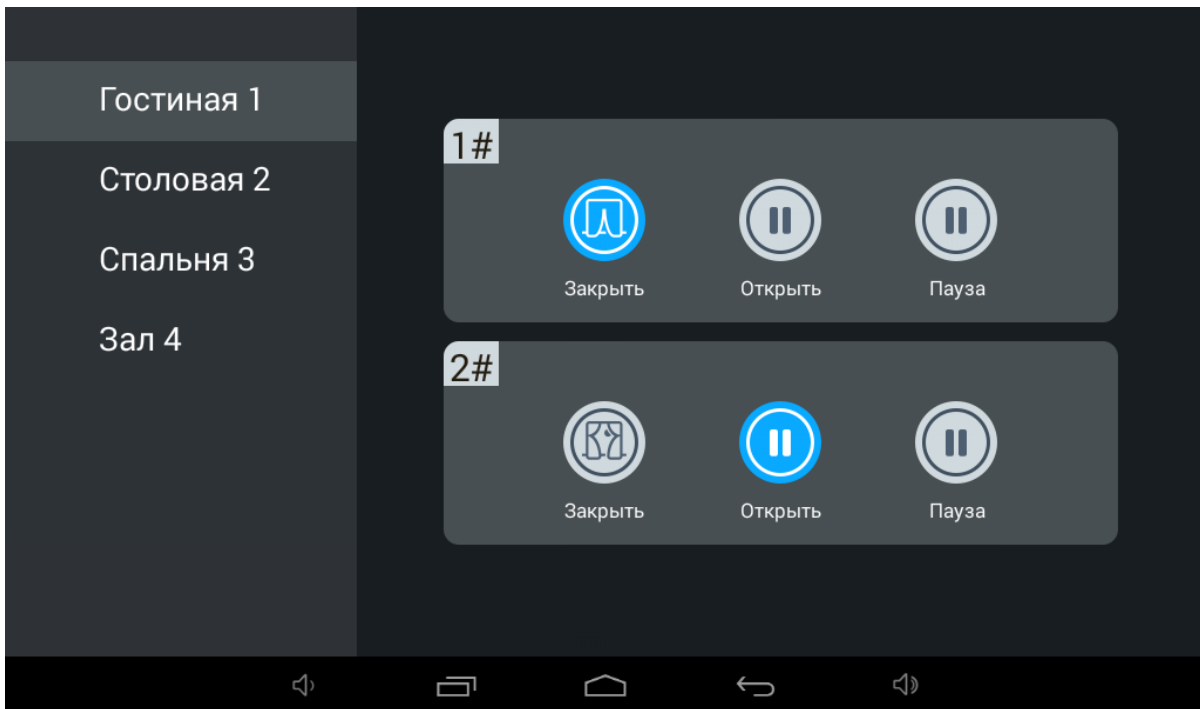 Гостиная 1
Столовая 2
Спальня 3
Зал 4
1#
Закрыть Открыть Пауза
2#
Закрыть Открыть Пауза